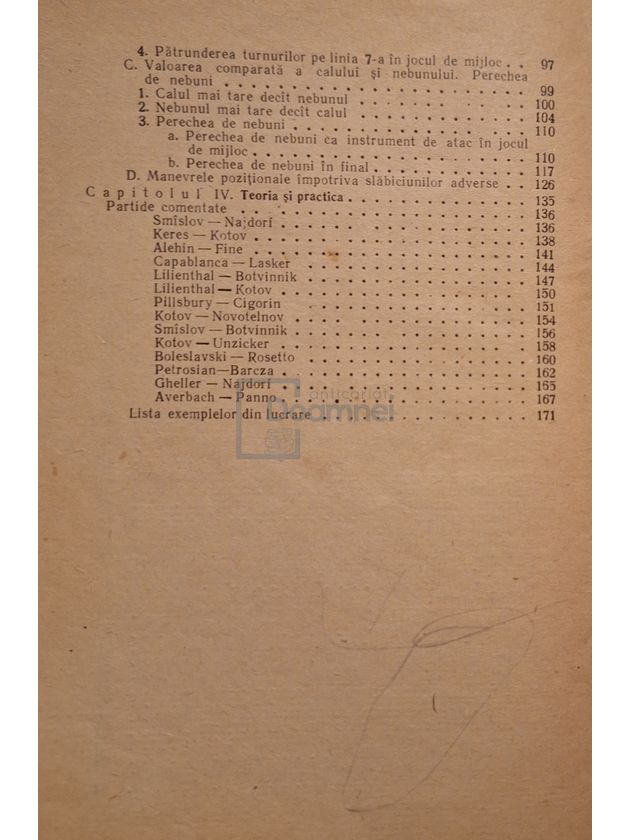 4. Pătrunderea turnurilor pe linia 7-a în jocul de mijloc . . 97
C. Valoarea comparată a calului și nebunului. Perechea
de nebuni . . . . . . . . . . . . . . . . . . . . 99
1. Calul mai tare decît nebunul . . . . . . . . . . . . 100
2. Nebunul mai tare decît calul . . . . . . . . . . . . 104
3. Perechea de nebuni . . . . . . . . . . . . . . . . 110
a. Perechea de nebuni ca instrument de atac în jocul
de mijloc . . . . . . . . . . . . . . . . . . . 110
b. Perechea de nebuni în final . . . . . . . . . . . 117
D. Manevrele poziționale împotriva slăbiciunilor adverse . . 126
Capitolul IV. Teoria și practica . . . . . . . . . . . . 135
Partide comentate . . . . . . . . . . . . . . . . . . 136
Smîslov — Najdorf . . . . . . . . . . . . . . . . 136
Keres — Kotov . . . . . . . . . . . . . . . . . . 138
Alehin — Fine . . . . . . . . . . . . . . . . . . 141
Capablanca — Lasker . . . . . . . . . . . . . . . 144
Lilienthal — Botvinnik . . . . . . . . . . . . . . 147
Lilienthal — Kotov . . . . . . . . . . . . . . . . 150
Pillsbury — Cigorin . . . . . . . . . . . . . . . 151
Kotov — Novotelnov . . . . . . . . . . . . . . . . 154
Smîslov — Botvinnik . . . . . . . . . . . . . . . 156
Kotov — Unzicker . . . . . . . . . . . . . . . . . 158
Boleslavski — Rosetto . . . . . . . . . . . . . . 160
Petrosian — Barcza . . . . . . . . . . . . . . . . 162
Gheller — Najdorf . . . . . . . . . . . . . . . . 165
Averbach — Panno . . . . . . . . . . . . . . . . . 167
Lista exemplelor din lucrare . . . . . . . . . . . . 171
anticariat
Doamnei